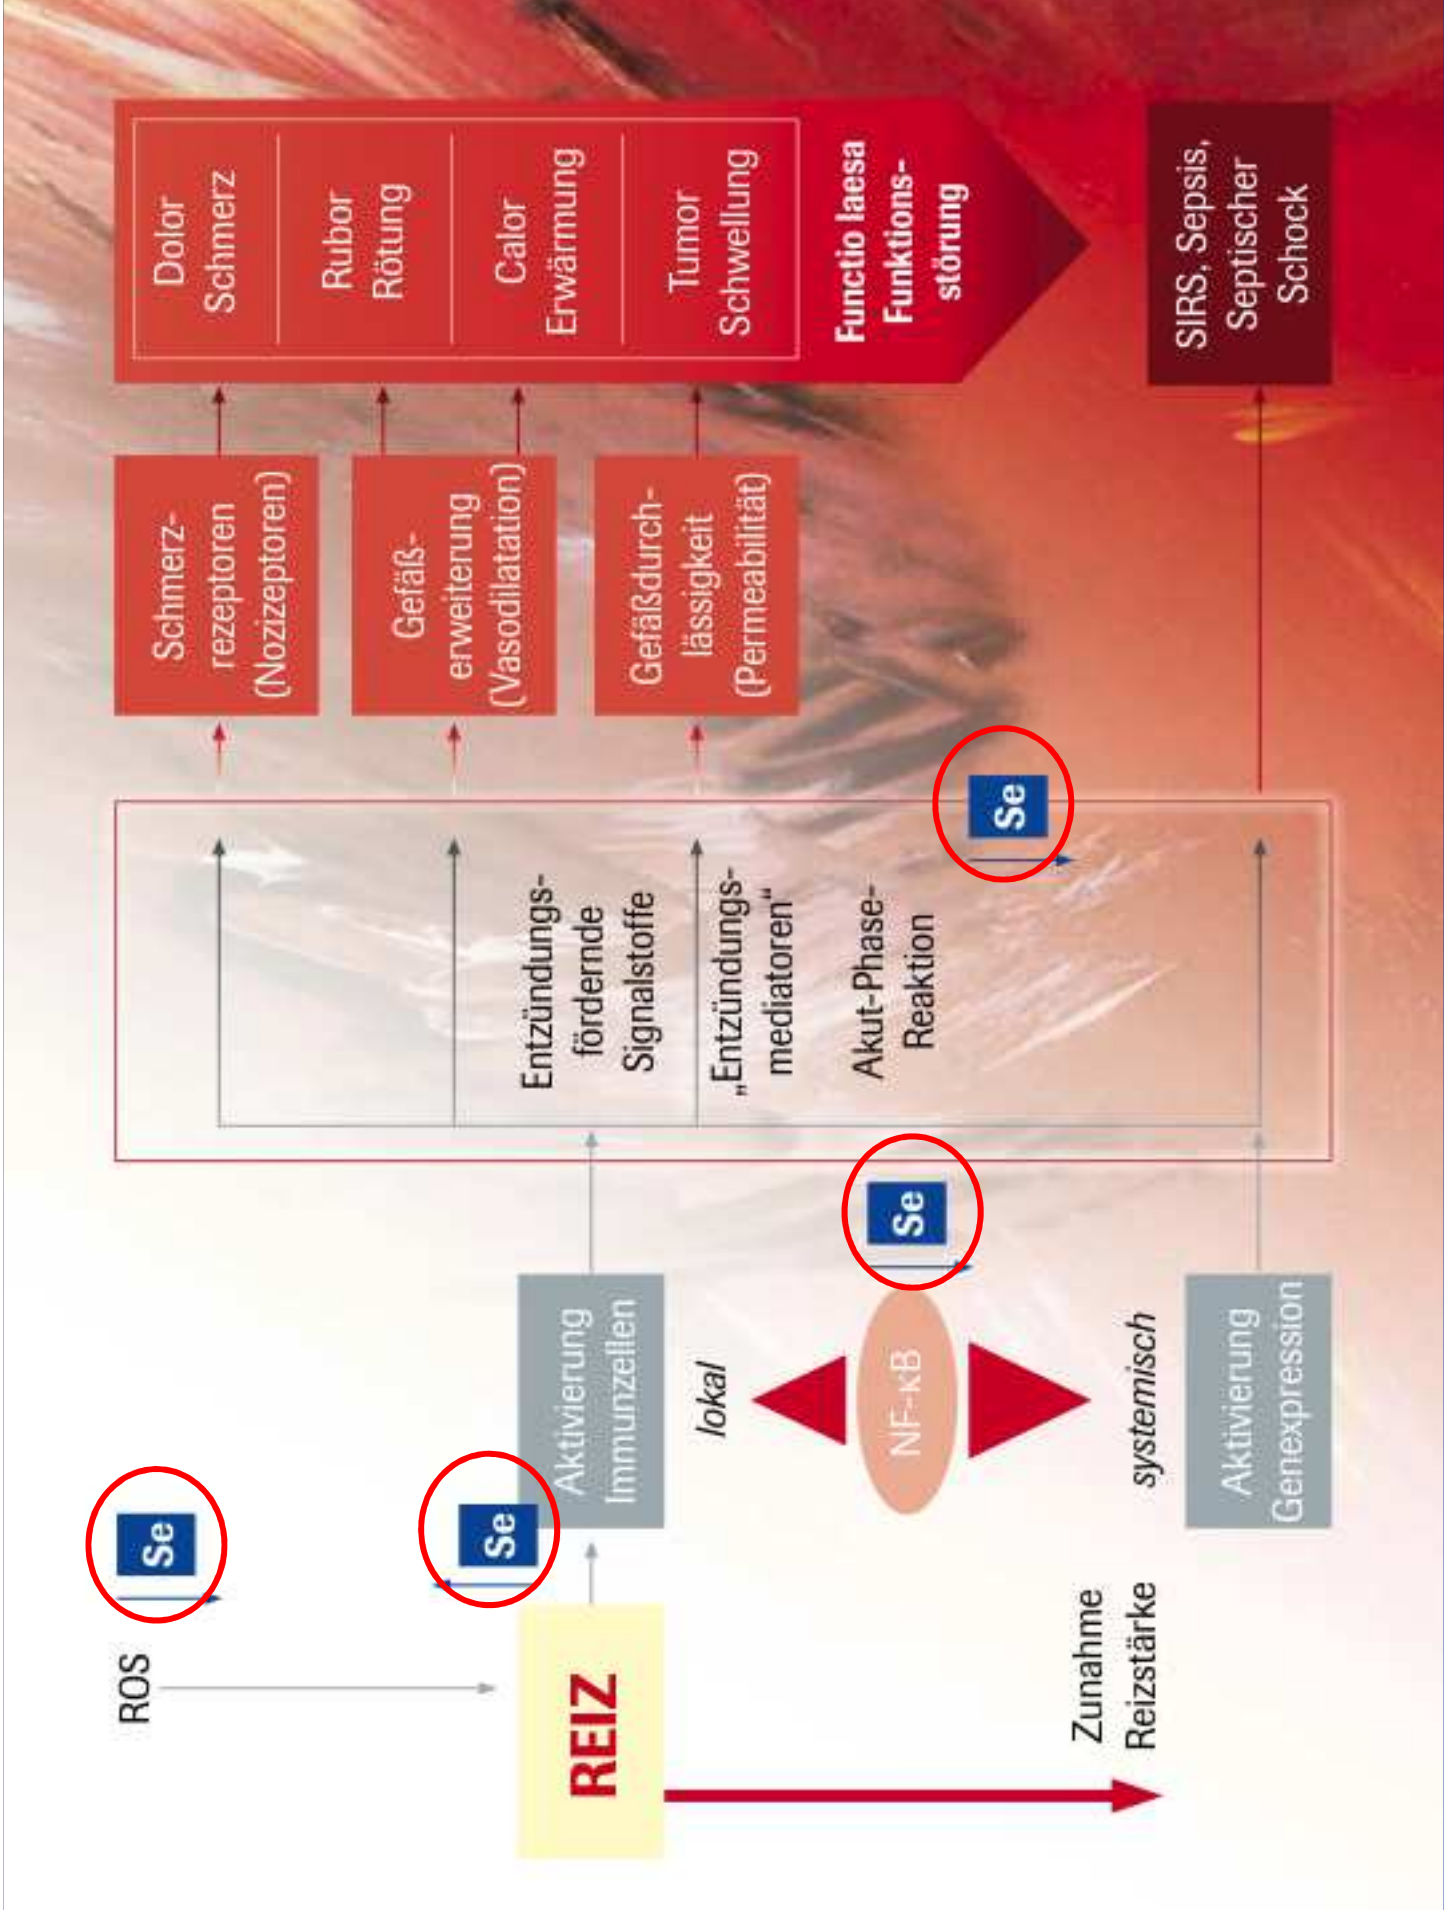 ROS
Se
REIZ
Zunahme
Reizstärke
Se
Aktivierung
Immunzellen
lokal
NF-κB
Se
systemisch
Aktivierung
Genexpression
Entzündungs-
fördernde
Signalstoffe
„Entzündungs-
mediatoren“
Akut-Phase-
Reaktion
Se
Schmerz-
rezeptoren
(Nozizeptoren)
Gefäß-
erweiterung
(Vasodilatation)
Gefäßdurch-
lässigkeit
(Permeabilität)
Dolor
Schmerz
Rubor
Rötung
Calor
Erwärmung
Tumor
Schwellung
Functio laesa
Funktions-
störung
SIRS, Sepsis,
Septischer
Schock